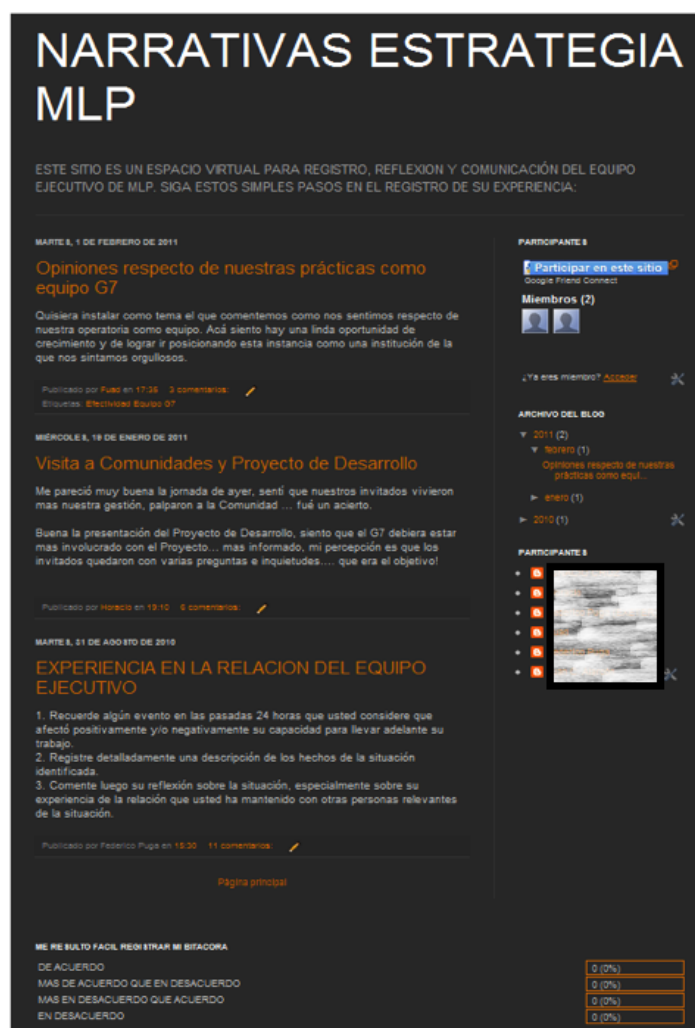 NARRATIVAS ESTRATEGIA
MLP
ESTE SITIO ES UN ESPACIO VIRTUAL PARA REGISTRO, REFLEXION Y COMUNICACIÓN DEL EQUIPO
EJECUTIVO DE MLP. SIGA ESTOS SIMPLES PASOS EN EL REGISTRO DE SU EXPERIENCIA:
MARTES, 1 DE FEBRERO DE 2011
Opiniones respecto de nuestras prácticas como
equipo G7
Quisiera instalar como tema el que comentemos como nos sentimos respecto de
nuestra operatoria como equipo. Acá siento hay una linda oportunidad de
crecimiento y de lograr ir posicionando esta instancia como una institución de la
que nos sintamos orgullosos.
Publicado por Fuad en 17:35 3 comentarios:
Etiquetas: Efectividad Equipo G7
MIÉRCOLES, 19 DE ENERO DE 2011
Visita a Comunidades y Proyecto de Desarrollo
Me pareció muy buena la jornada de ayer, sentí que nuestros invitados vivieron
mas nuestra gestión, palparon a la Comunidad ... fué un acierto.
Buena la presentación del Proyecto de Desarrollo, siento que el G7 debiera estar
mas involucrado con el Proyecto... mas informado, mi percepción es que los
invitados quedaron con varias preguntas e inquietudes.... que era el objetivo!
Publicado por Horacio en 19:10 6 comentarios:
MARTES, 31 DE AGOSTO DE 2010
EXPERIENCIA EN LA RELACION DEL EQUIPO
EJECUTIVO
1. Recuerde algún evento en las pasadas 24 horas que usted considere que
afectó positivamente y/o negativamente su capacidad para llevar adelante su
trabajo.
2. Registre detalladamente una descripción de los hechos de la situación
identificada.
3. Comente luego su reflexión sobre la situación, especialmente sobre su
experiencia de la relación que usted ha mantenido con otras personas relevantes
de la situación.
Publicado por Federico Puga en 15:30 11 comentarios:
Página principal
PARTICIPANTES
Participar en este sitio
Google Friend Connect
Miembros (2)
¿Ya eres miembro? Acceder
ARCHIVO DEL BLOG
▼ 2011 (2)
▼ febrero (1)
Opiniones respecto de nuestras
prácticas como equi...
► enero (1)
► 2010 (1)
PARTICIPANTES
ME RESULTO FACIL REGISTRAR MI BITACORA
DE ACUERDO 0 (0%)
MAS DE ACUERDO QUE EN DESACUERDO 0 (0%)
MAS EN DESACUERDO QUE ACUERDO 0 (0%)
EN DESACUERDO 0 (0%)